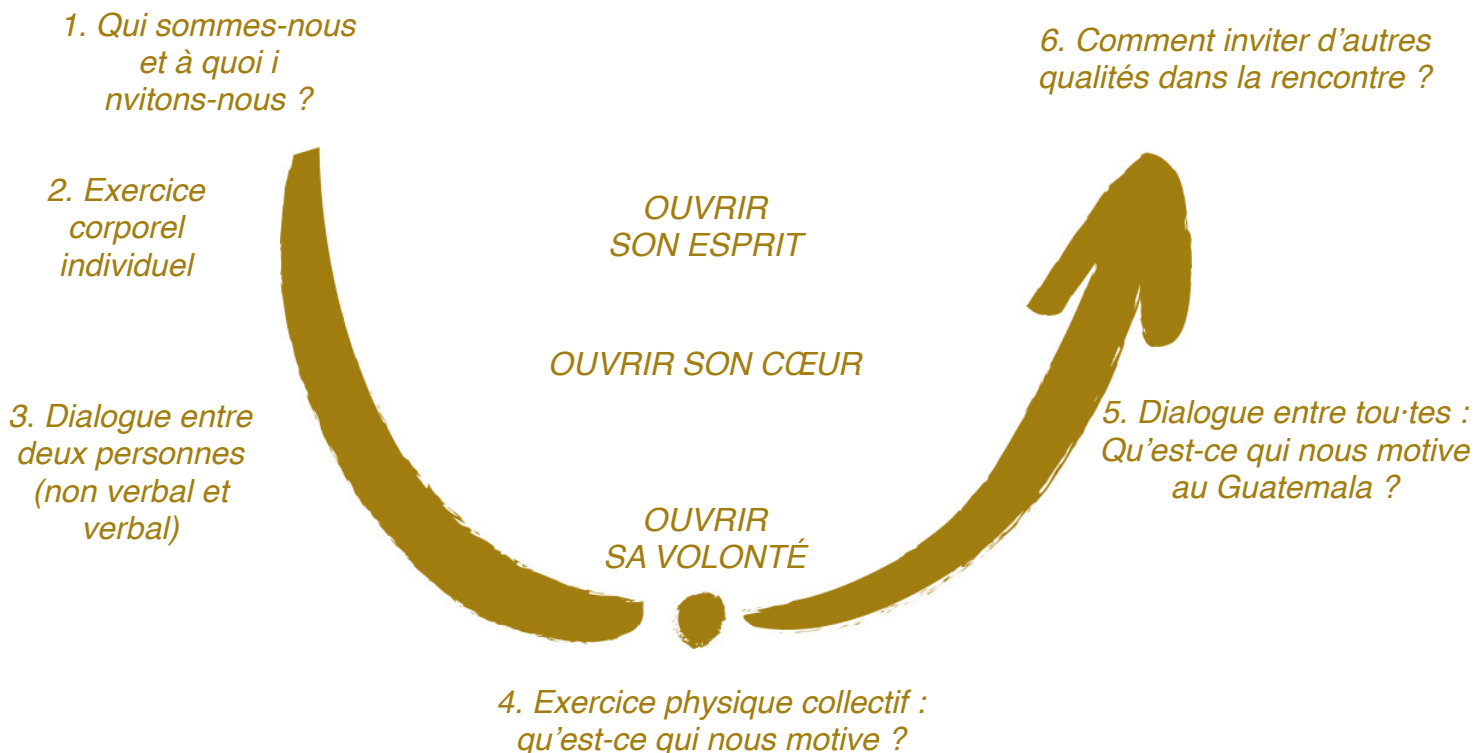 1. Qui sommes-nous
et à quoi i
nvitons-nous ?
2. Exercice
corporel
individuel
3. Dialogue entre
deux personnes
(non verbal et
verbal)
OUVRIR
SON ESPRIT
OUVRIR SON CŒUR
OUVRIR
SA VOLONTÉ
4. Exercice physique collectif :
qu’est-ce qui nous motive ?
5. Dialogue entre tou·tes :
Qu’est-ce qui nous motive
au Guatemala ?
6. Comment inviter d’autres
qualités dans la rencontre ?